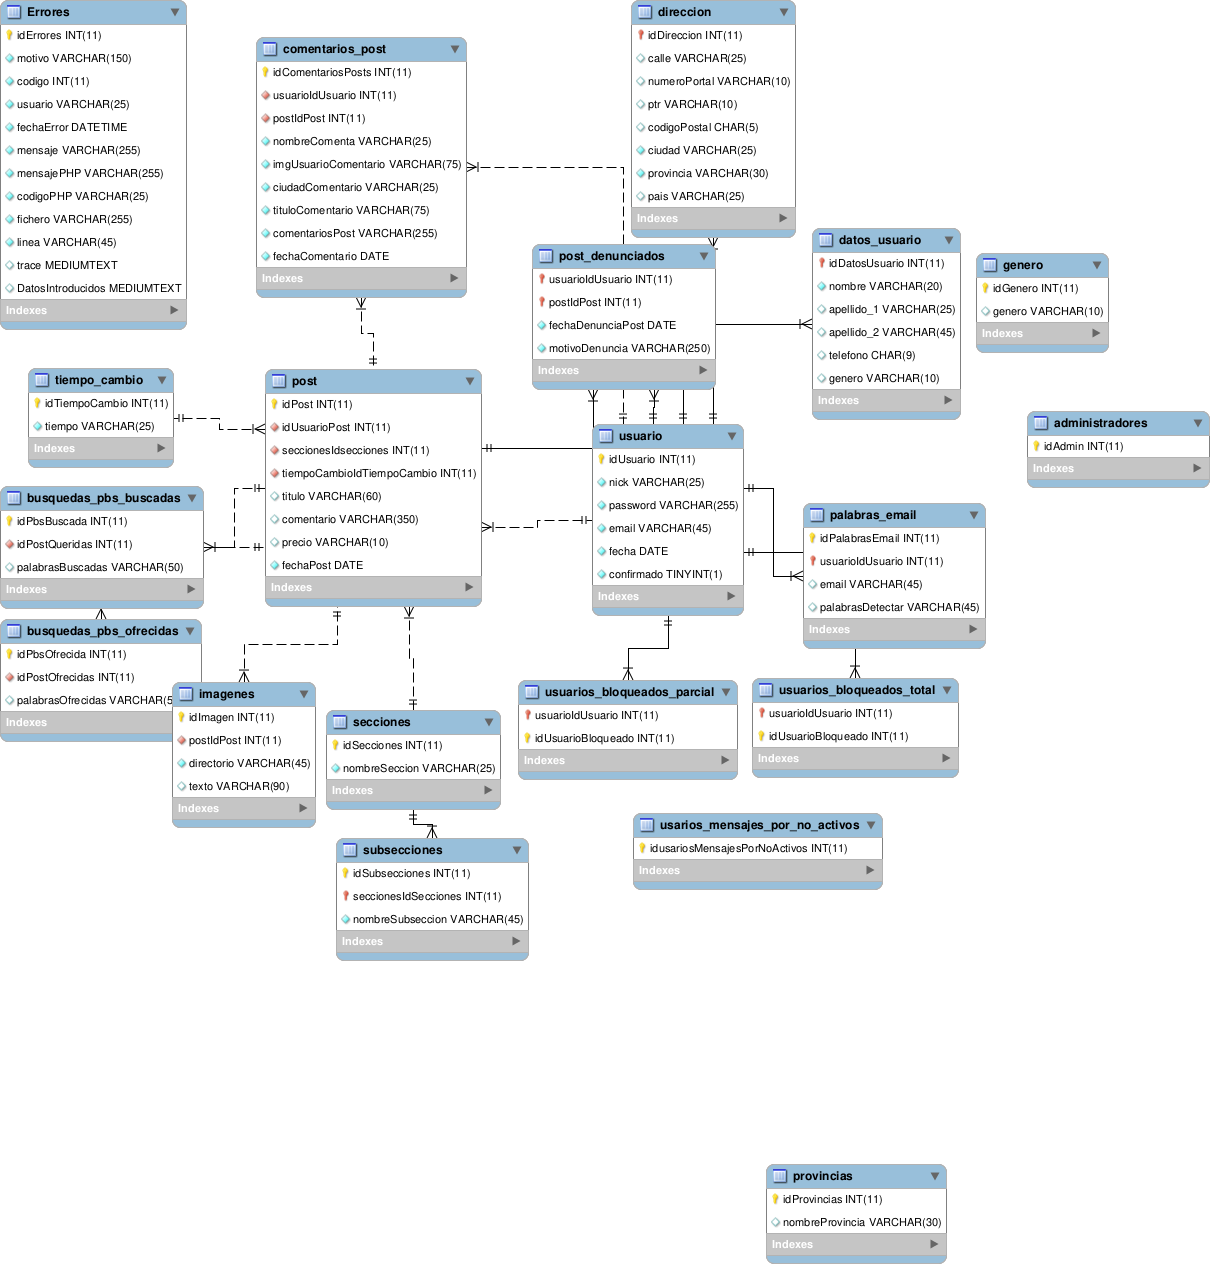 Errores
idErrores INT(11)
motivo VARCHAR(150)
codigo INT(11)
usuario VARCHAR(25)
fechaError DATETIME
mensaje VARCHAR(255)
mensajePHP VARCHAR(255)
codigoPHP VARCHAR(25)
fichero VARCHAR(255)
linea VARCHAR(45)
trace MEDIUMTEXT
DatosIntroducidos MEDIUMTEXT
Indexes
comentarios_post
idComentariosPosts INT(11)
usuarioIdUsuario INT(11)
postIdPost INT(11)
nombreComenta VARCHAR(25)
imgUsuarioComentario VARCHAR(75)
ciudadComentario VARCHAR(25)
tituloComentario VARCHAR(75)
comentariosPost VARCHAR(255)
fechaComentario DATE
Indexes
direccion
idDireccion INT(11)
calle VARCHAR(25)
numeroPortal VARCHAR(10)
ptr VARCHAR(10)
codigoPostal CHAR(5)
ciudad VARCHAR(25)
provincia VARCHAR(30)
pais VARCHAR(25)
Indexes
post_denunciados
usuarioIdUsuario INT(11)
postIdPost INT(11)
fechaDenunciaPost DATE
motivoDenuncia VARCHAR(250)
Indexes
datos_usuario
idDatosUsuario INT(11)
nombre VARCHAR(20)
apellido_1 VARCHAR(25)
apellido_2 VARCHAR(45)
telefono CHAR(9)
genero VARCHAR(10)
Indexes
genero
idGenero INT(11)
genero VARCHAR(10)
Indexes
tiempo_cambio
idTiempoCambio INT(11)
tiempo VARCHAR(25)
Indexes
post
idPost INT(11)
idUsuarioPost INT(11)
seccionesIdsecciones INT(11)
tiempoCambioIdTiempoCambio INT(11)
titulo VARCHAR(60)
comentario VARCHAR(350)
precio VARCHAR(10)
fechaPost DATE
Indexes
usuario
idUsuario INT(11)
nick VARCHAR(25)
password VARCHAR(255)
email VARCHAR(45)
fecha DATE
confirmado TINYINT(1)
Indexes
administradores
idAdmin INT(11)
Indexes
busquedas_pbs_buscadas
idPbsBuscada INT(11)
idPostQueridas INT(11)
palabrasBuscadas VARCHAR(50)
Indexes
palabras_email
idPalabrasEmail INT(11)
usuarioIdUsuario INT(11)
email VARCHAR(45)
palabrasDetectar VARCHAR(45)
Indexes
busquedas_pbs_ofrecidas
idPbsOfrecida INT(11)
idPostOfrecidas INT(11)
palabrasOfrecidas VARCHAR(5
Indexes
imagenes
idImagen INT(11)
postIdPost INT(11)
directorio VARCHAR(45)
texto VARCHAR(90)
Indexes
secciones
idSecciones INT(11)
nombreSeccion VARCHAR(25)
Indexes
usuarios_bloqueados_parcial
usuarioIdUsuario INT(11)
idUsuarioBloqueado INT(11)
Indexes
usuarios_bloqueados_total
usuarioIdUsuario INT(11)
idUsuarioBloqueado INT(11)
Indexes
subsecciones
idSubsecciones INT(11)
seccionesIdSecciones INT(11)
nombreSubseccion VARCHAR(45)
Indexes
usarios_mensajes_por_no_activos
idusariosMensajesPorNoActivos INT(11)
Indexes
provincias
idProvincias INT(11)
nombreProvincia VARCHAR(30)
Indexes